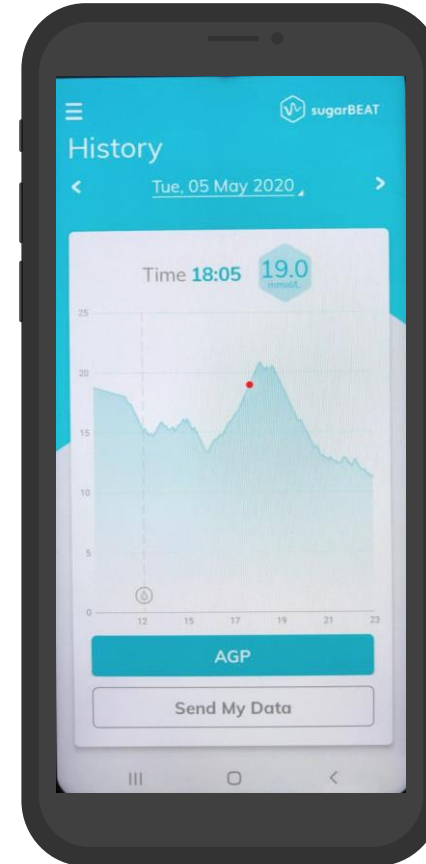 sugarBEAT
History
Tue, 05 May 2020
Time 18:05 19.0
mmol/L
25
20
15
10
5
0
12 15 17 19 21 23
AGP
Send My Data